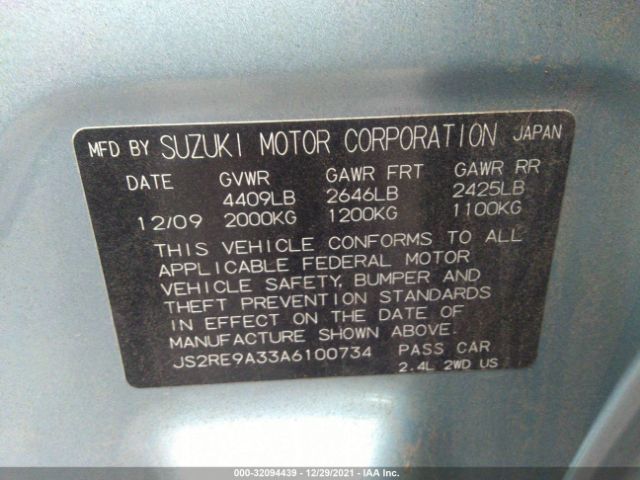 MFD BY SUZUKI MOTOR CORPORATION JAPAN
DATE GVWR GAWR FRT GAWR RR
4409LB 2646LB 2425LB
12/09 2000KG 1200KG 1100KG
THIS VEHICLE CONFORMS TO ALL
APPLICABLE FEDERAL MOTOR
VEHICLE SAFETY, BUMPER AND
THEFT PREVENTION STANDARDS
IN EFFECT ON THE DATE OF
MANUFACTURE SHOWN ABOVE.
JS2RE9A33A6100734 PASS CAR
2.4L 2WD US
000-32094439 - 12/29/2021 - IAA Inc.